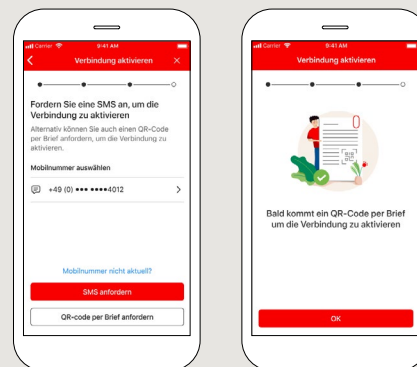 Carrier 9:41 AM
Verbindung aktivieren
Fordern Sie eine SMS an, um die
Verbindung zu aktivieren
Alternativ können Sie auch einen QR-Code
per Brief anfordern, um die Verbindung zu
aktivieren.
Mobilnummer auswählen
+49 (0) ••• ••••4012
Mobilnummer nicht aktuell?
SMS anfordern
QR-code per Brief anfordern
Carrier 9:41 AM
Verbindung aktivieren
Bald kommt ein QR-Code per Brief
um die Verbindung zu aktivieren
OK